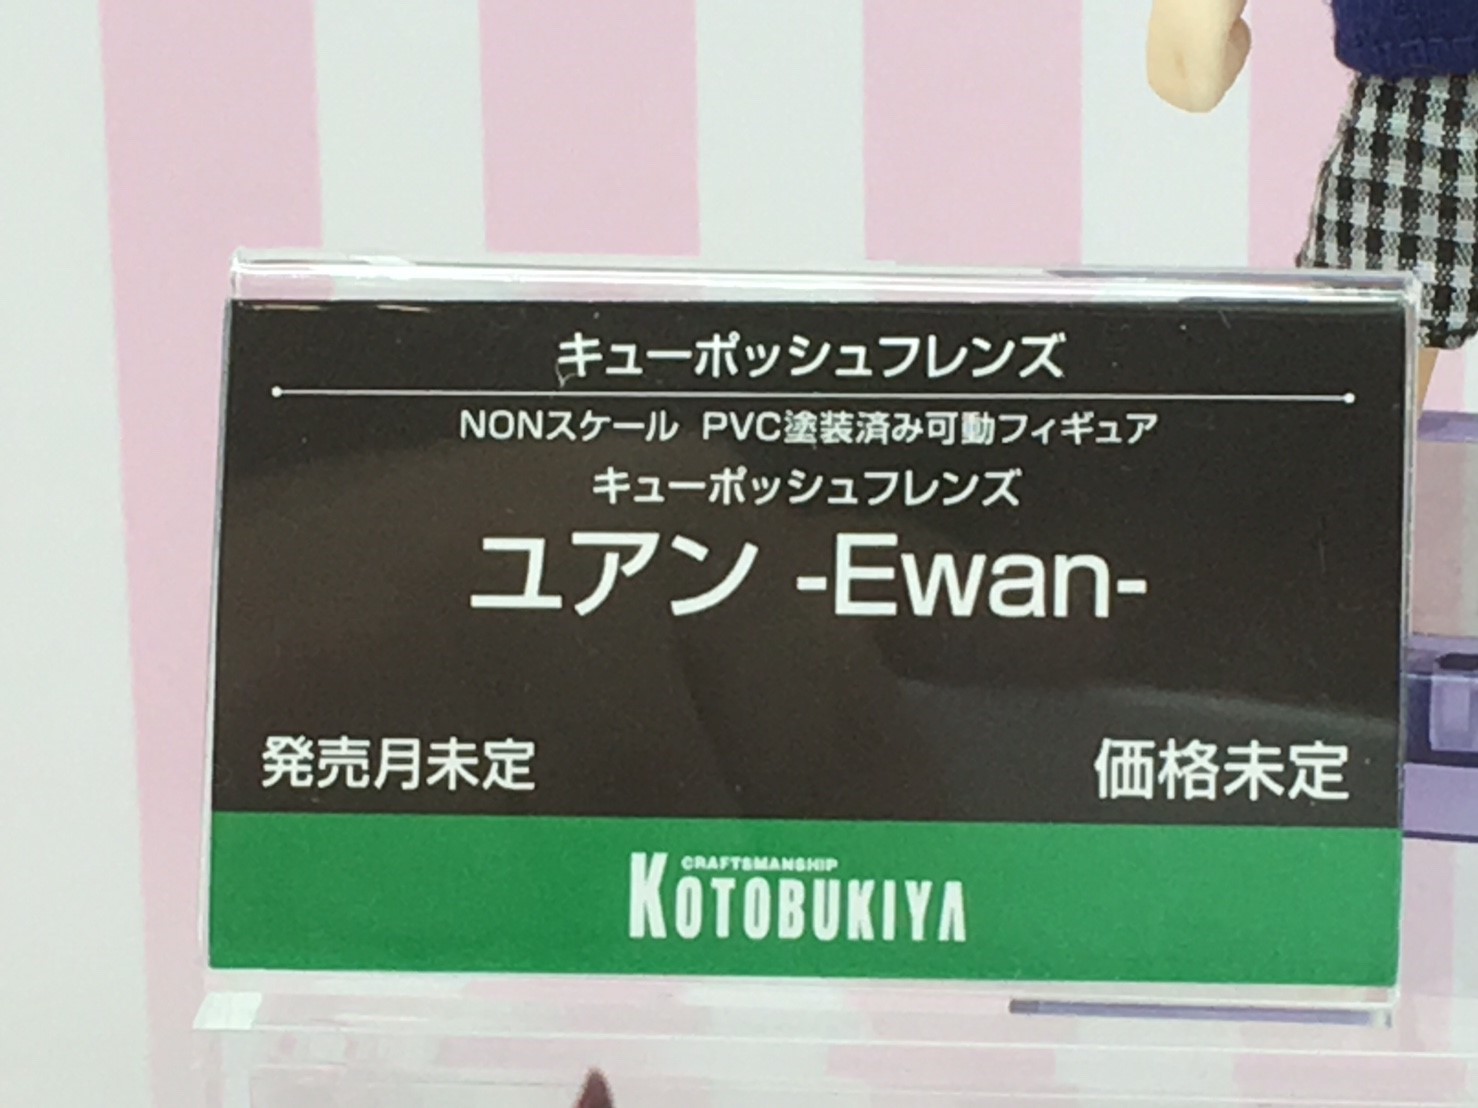 キューポッシュフレンズ
NONスケール PVC塗装済み可動フィギュア
キューポッシュフレンズ
ユアン -Ewan-
発売月未定 価格未定
CRAFTSMANSHIP
KOTOBUKIYA